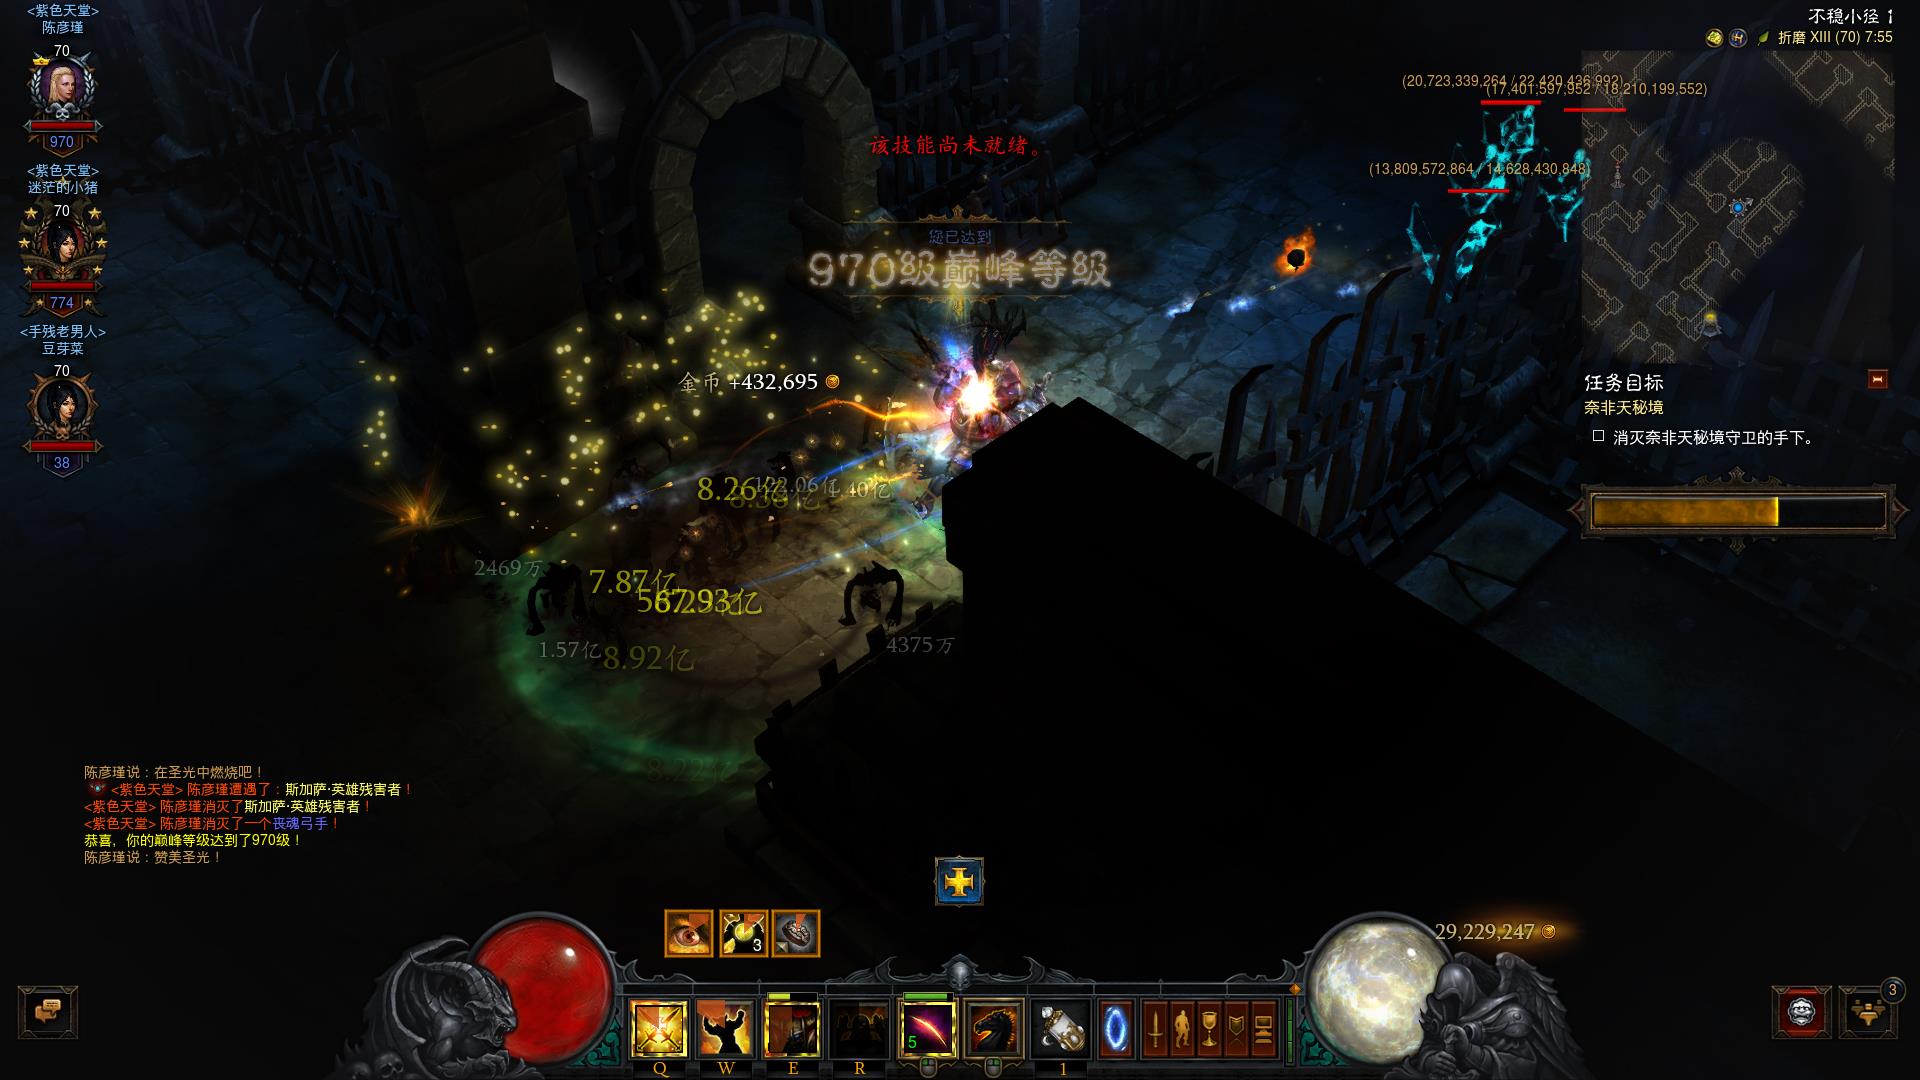 <紫色天堂>
陈彦瑾
70
970
<紫色天堂>
迷茫的小猪
70
774
<手残老男人>
豆芽菜
70
38
不稳小径 1
折磨 XIII (70) 7:55
(20,723,339,264 / 22,420,436,992)
(17,401,597,952 / 18,210,199,552)
(13,809,572,864 / 14,628,430,848)
该技能尚未就绪。
您已达到
970级巅峰等级
金币 +432,695
8.26亿
2469万
7.87亿
1.57亿
8.92亿
4375万
8.22亿
任务目标
奈非天秘境
消灭奈非天秘境守卫的手下。
陈彦瑾说：在圣光中燃烧吧！
<紫色天堂> 陈彦瑾遭遇了：斯加萨·英雄残害者！
<紫色天堂> 陈彦瑾消灭了斯加萨·英雄残害者！
<紫色天堂> 陈彦瑾消灭了一个丧魂弓手！
恭喜，你的巅峰等级达到了970级！
陈彦瑾说：赞美圣光！
3
29,229,247
5
Q
W
E
R
1
3